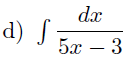 d) ∫ dx / (5x − 3)